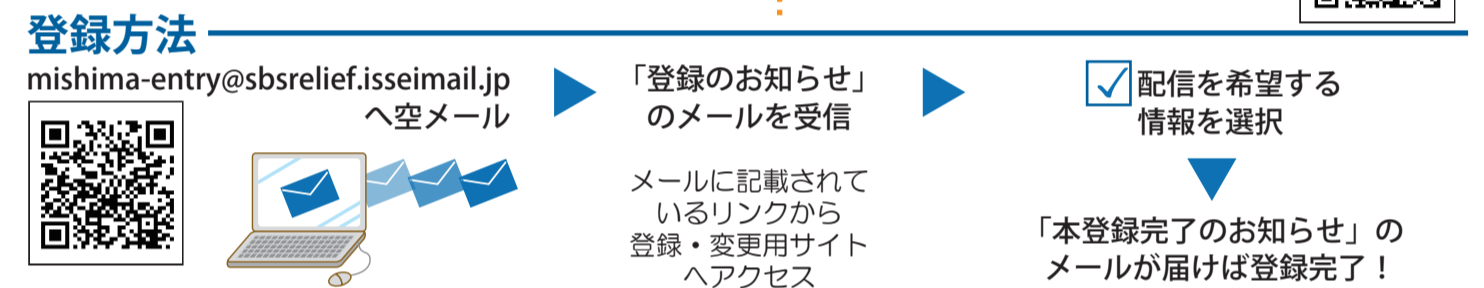 登録方法
mishima-entry@sbsrelief.isseimail.jp
へ空メール
「登録のお知らせ」
のメールを受信
メールに記載されて
いるリンクから
登録・変更用サイト
へアクセス
配信を希望する
情報を選択
「本登録完了のお知らせ」の
メールが届けば登録完了！